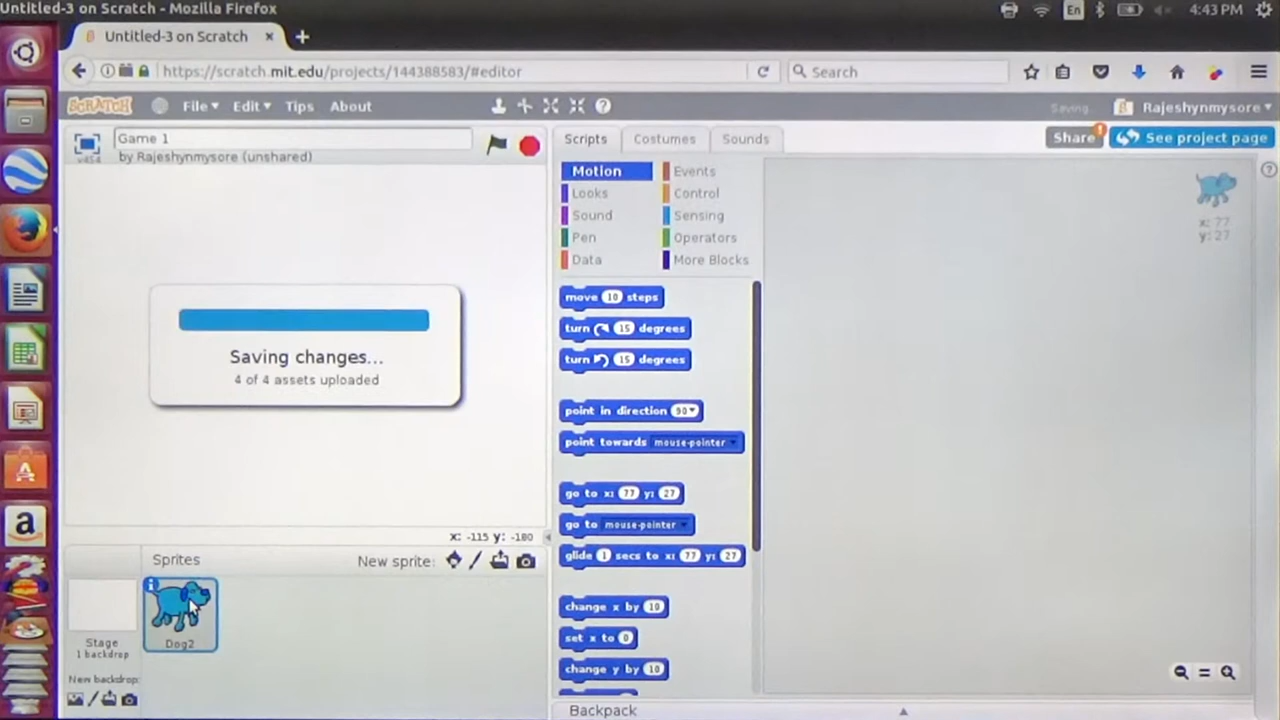 Untitled-3 on Scratch - Mozilla Firefox
En
4:43 PM
Untitled-3 on Scratch
https://scratch.mit.edu/projects/144388583/#editor
Search
SCRATCH
File
Edit
Tips
About
Saving...
Rajeshynmysore
Game 1
by Rajeshynmysore (unshared)
v454
Scripts
Costumes
Sounds
Share
!
See project page
Motion
Events
Looks
Control
Sound
Sensing
Pen
Operators
Data
More Blocks
x: 77
y: 27
move 10 steps
turn 15 degrees
turn 15 degrees
point in direction 90
point towards mouse-pointer
go to x: 77 y: 27
go to mouse-pointer
glide 1 secs to x: 77 y: 27
change x by 10
set x to 0
change y by 10
Saving changes...
4 of 4 assets uploaded
x: -115 y: -180
Sprites
New sprite:
Stage
1 backdrop
New backdrop:
Dog2
Backpack